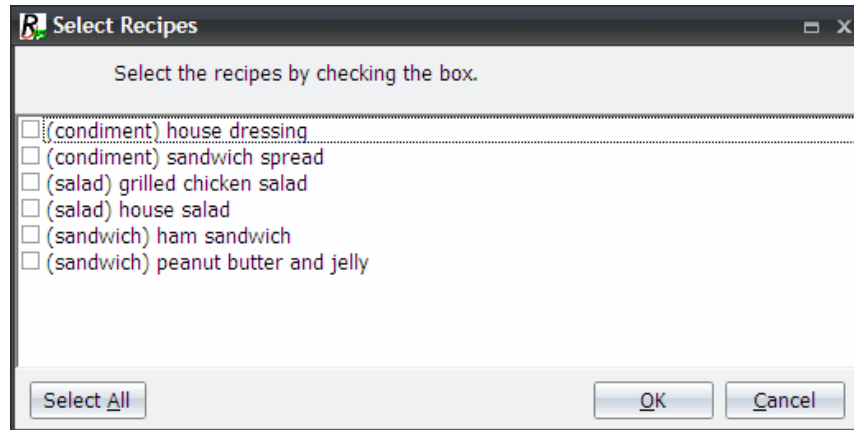 R Select Recipes
Select the recipes by checking the box.
(condiment) house dressing
(condiment) sandwich spread
(salad) grilled chicken salad
(salad) house salad
(sandwich) ham sandwich
(sandwich) peanut butter and jelly
Select All OK Cancel